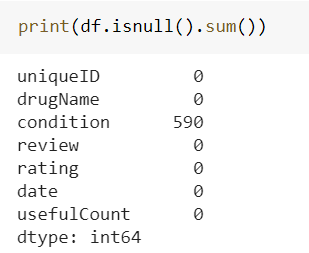 print(df.isnull().sum())
uniqueID 0
drugName 0
condition 590
review 0
rating 0
date 0
usefulCount 0
dtype: int64